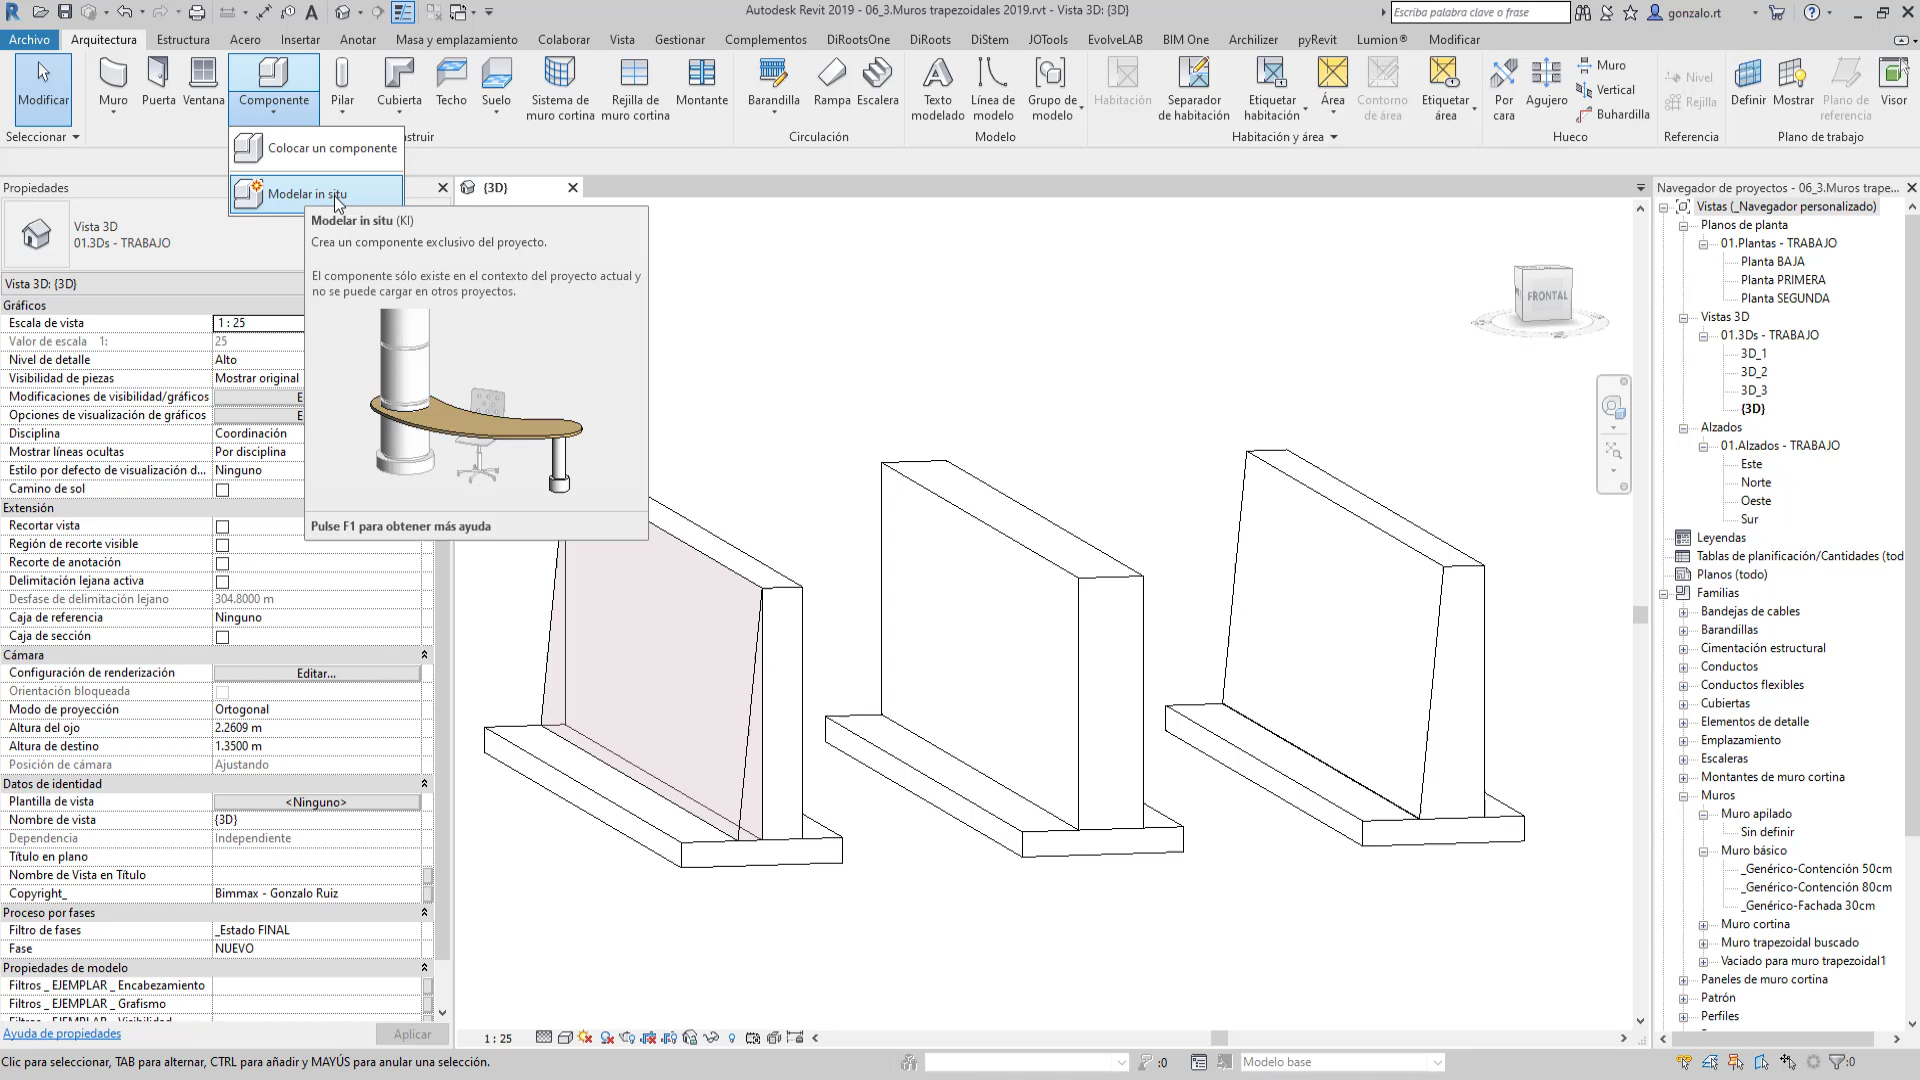 Autodesk Revit 2019 - 06_3.Muros trapezoidales 2019.rvt - Vista 3D: {3D}
Escriba palabra clave o frase
gonzalo.rt
Archivo
Arquitectura
Estructura
Acero
Insertar
Anotar
Masa y emplazamiento
Colaborar
Vista
Gestionar
Complementos
DiRootsOne
DiRoots
DiStem
JOTools
EvolveLAB
BIM One
Archilizer
pyRevit
Lumion®
Modificar
Modificar
Muro
Puerta
Ventana
Componente
Pilar
Cubierta
Techo
Suelo
Sistema de
muro cortina
Rejilla de
muro cortina
Montante
Barandilla
Rampa
Escalera
Texto
modelado
Línea de
modelo
Grupo de
modelo
Habitación
Separador
de habitación
Etiquetar
habitación
Área
Contorno
de área
Etiquetar
área
Por
cara
Agujero
Muro
Vertical
Buhardilla
Nivel
Rejilla
Definir
Mostrar
Plano de
referencia
Visor
Seleccionar
struir
Circulación
Modelo
Habitación y área
Hueco
Referencia
Plano de trabajo
Colocar un componente
Modelar in situ
Modelar in situ (KI)
Crea un componente exclusivo del proyecto.
El componente sólo existe en el contexto del proyecto actual y
no se puede cargar en otros proyectos.
Pulse F1 para obtener más ayuda
Propiedades
Vista 3D
01.3Ds - TRABAJO
Vista 3D: {3D}
Gráficos
Escala de vista 1 : 25
Valor de escala 1: 25
Nivel de detalle Alto
Visibilidad de piezas Mostrar original
Modificaciones de visibilidad/gráficos E
Opciones de visualización de gráficos E
Disciplina Coordinación
Mostrar líneas ocultas Por disciplina
Estilo por defecto de visualización d... Ninguno
Camino de sol
Extensión
Recortar vista
Región de recorte visible
Recorte de anotación
Delimitación lejana activa
Desfase de delimitación lejano 304.8000 m
Caja de referencia Ninguno
Caja de sección
Cámara
Configuración de renderización Editar...
Orientación bloqueada
Modo de proyección Ortogonal
Altura del ojo 2.2609 m
Altura de destino 1.3500 m
Posición de cámara Ajustando
Datos de identidad
Plantilla de vista <Ninguno>
Nombre de vista {3D}
Dependencia Independiente
Título en plano
Nombre de Vista en Título
Copyright_ Bimmax - Gonzalo Ruiz
Proceso por fases
Filtro de fases _Estado FINAL
Fase NUEVO
Propiedades de modelo
Filtros _ EJEMPLAR _ Encabezamiento
Filtros _ EJEMPLAR _ Grafismo
Ayuda de propiedades
Aplicar
{3D}
FRONTAL
Navegador de proyectos - 06_3.Muros trape...
Vistas (_Navegador personalizado)
Planos de planta
01.Plantas - TRABAJO
Planta BAJA
Planta PRIMERA
Planta SEGUNDA
Vistas 3D
01.3Ds - TRABAJO
3D_1
3D_2
3D_3
{3D}
Alzados
01.Alzados - TRABAJO
Este
Norte
Oeste
Sur
Leyendas
Tablas de planificación/Cantidades (tod
Planos (todo)
Familias
Bandejas de cables
Barandillas
Cimentación estructural
Conductos
Conductos flexibles
Cubiertas
Elementos de detalle
Emplazamiento
Escaleras
Montantes de muro cortina
Muros
Muro apilado
Sin definir
Muro básico
_Genérico-Contención 50cm
_Genérico-Contención 80cm
_Genérico-Fachada 30cm
Muro cortina
Muro trapezoidal buscado
Vaciado para muro trapezoidal1
Paneles de muro cortina
Patrón
Perfiles
1 : 25
Clic para seleccionar, TAB para alternar, CTRL para añadir y MAYÚS para anular una selección.
:0
Modelo base
:0